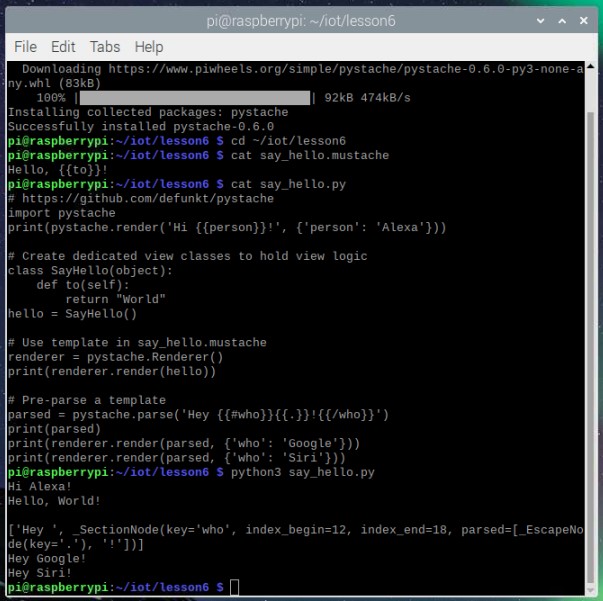 pi@raspberrypi: ~/iot/lesson6
File Edit Tabs Help
  Downloading https://www.piwheels.org/simple/pystache/pystache-0.6.0-py3-none-a
ny.whl (83kB)
    100% |████████████████████████████████| 92kB 474kB/s
Installing collected packages: pystache
Successfully installed pystache-0.6.0
pi@raspberrypi:~/iot/lesson6 $ cd ~/iot/lesson6
pi@raspberrypi:~/iot/lesson6 $ cat say_hello.mustache
Hello, {{to}}!
pi@raspberrypi:~/iot/lesson6 $ cat say_hello.py
# https://github.com/defunkt/pystache
import pystache
print(pystache.render('Hi {{person}}!', {'person': 'Alexa'}))

# Create dedicated view classes to hold view logic
class SayHello(object):
    def to(self):
        return "World"
hello = SayHello()

# Use template in say_hello.mustache
renderer = pystache.Renderer()
print(renderer.render(hello))

# Pre-parse a template
parsed = pystache.parse('Hey {{#who}}{{.}}!{{/who}}')
print(parsed)
print(renderer.render(parsed, {'who': 'Google'}))
print(renderer.render(parsed, {'who': 'Siri'}))
pi@raspberrypi:~/iot/lesson6 $ python3 say_hello.py
Hi Alexa!
Hello, World!

['Hey ', _SectionNode(key='who', index_begin=12, index_end=18, parsed=[_EscapeNo
de(key='.'), '!'])]
Hey Google!
Hey Siri!
pi@raspberrypi:~/iot/lesson6 $